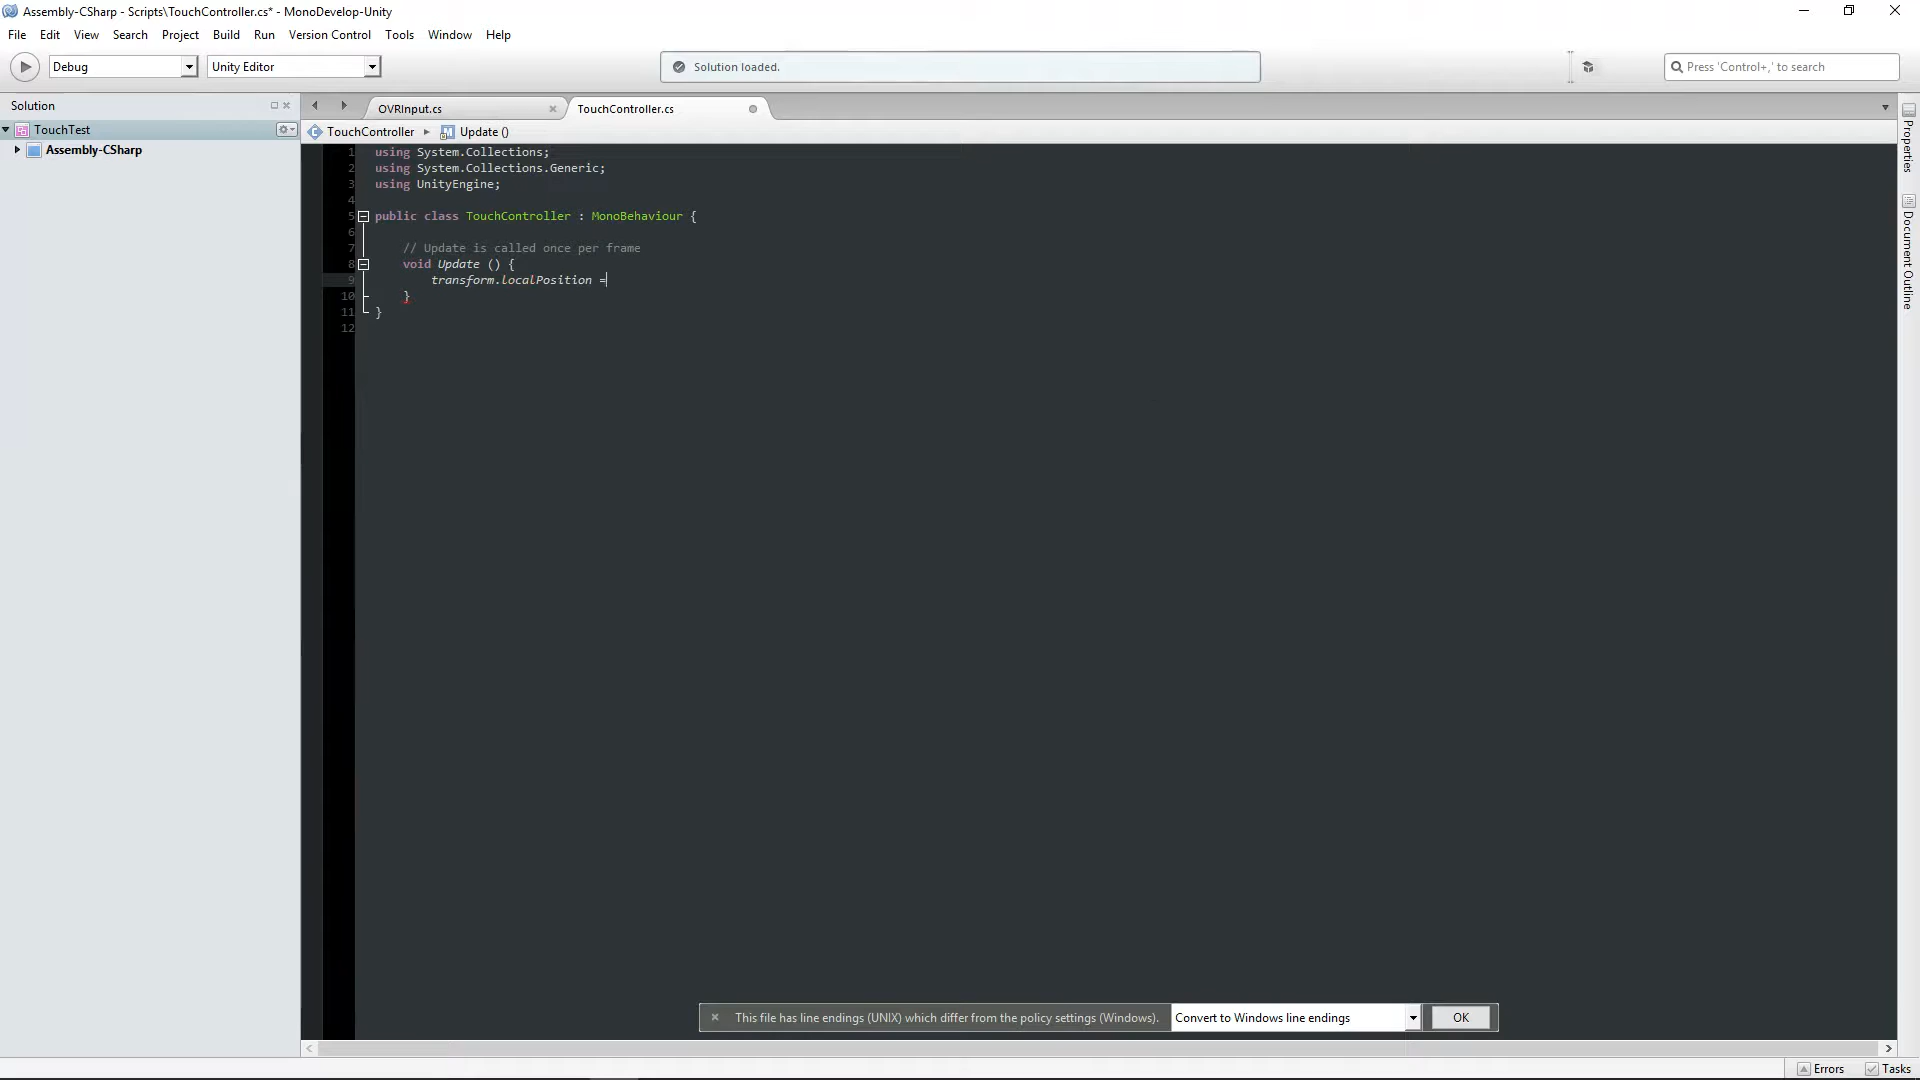 Assembly-CSharp - Scripts\TouchController.cs* - MonoDevelop-Unity
File Edit View Search Project Build Run Version Control Tools Window Help
Debug Unity Editor Solution loaded. Press 'Control+,' to search
Solution
TouchTest
Assembly-CSharp
OVRInput.cs TouchController.cs
TouchController Update ()
1 using System.Collections;
2 using System.Collections.Generic;
3 using UnityEngine;
4
5 public class TouchController : MonoBehaviour {
6
7 // Update is called once per frame
8 void Update () {
9 transform.localPosition =
10 }
11 }
12
Properties
Document Outline
This file has line endings (UNIX) which differ from the policy settings (Windows). Convert to Windows line endings OK
Errors Tasks